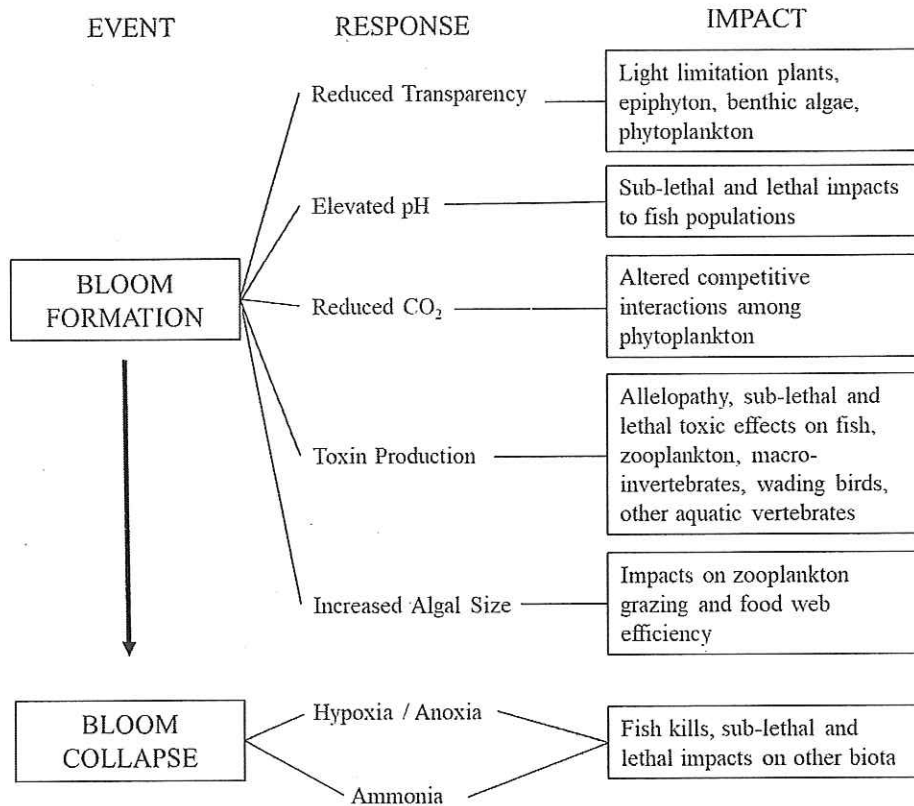 EVENT RESPONSE IMPACT
Reduced Transparency
Light limitation plants,
epiphyton, benthic algae,
phytoplankton
Elevated pH
Sub-lethal and lethal impacts
to fish populations
BLOOM
FORMATION
Reduced CO₂
Altered competitive
interactions among
phytoplankton
Toxin Production
Allelopathy, sub-lethal and
lethal toxic effects on fish,
zooplankton, macro-
invertebrates, wading birds,
other aquatic vertebrates
Increased Algal Size
Impacts on zooplankton
grazing and food web
efficiency
BLOOM
COLLAPSE
Hypoxia / Anoxia
Ammonia
Fish kills, sub-lethal and
lethal impacts on other biota